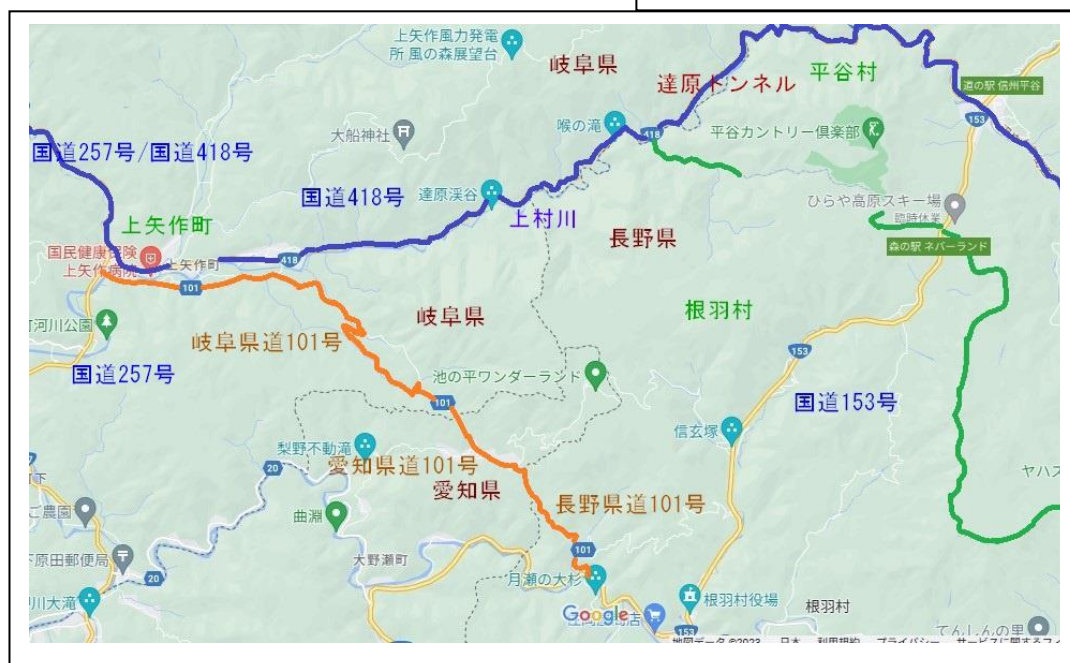 上矢作風力発電
所 風の森展望台
岐阜県
達原トンネル
平谷村
道の駅 信州平谷
153
喉の滝
418
平谷カントリー倶楽部
大船神社
国道257号/国道418号
国道418号
達原渓谷
上村川
ひらや高原スキー場
臨時休業
上矢作町
長野県
森の駅 ネバーランド
国民健康保険
上矢作病院
上矢作町
418
101
岐阜県
根羽村
町河川公園
岐阜県道101号
153
国道257号
池の平ワンダーランド
101
国道153号
信玄塚
梨野不動滝
愛知県道101号
20
愛知県
長野県道101号
ヤハズ
ご農園
曲淵
101
下原田郵便局
大野瀬町
20
月瀬の大杉
川大滝
Google
根羽村役場
根羽村
153
てんしんの里
地図データ ©2023
日本
利用規約
プライバシー